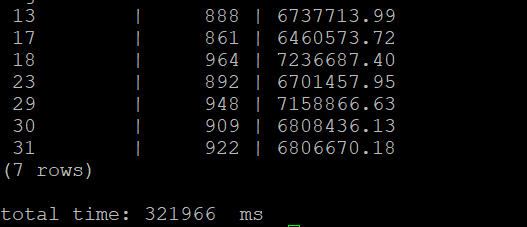 13 | 888 | 6737713.99
17 | 861 | 6460573.72
18 | 964 | 7236687.40
23 | 892 | 6701457.95
29 | 948 | 7158866.63
30 | 909 | 6808436.13
31 | 922 | 6806670.18
(7 rows)
total time: 321966 ms